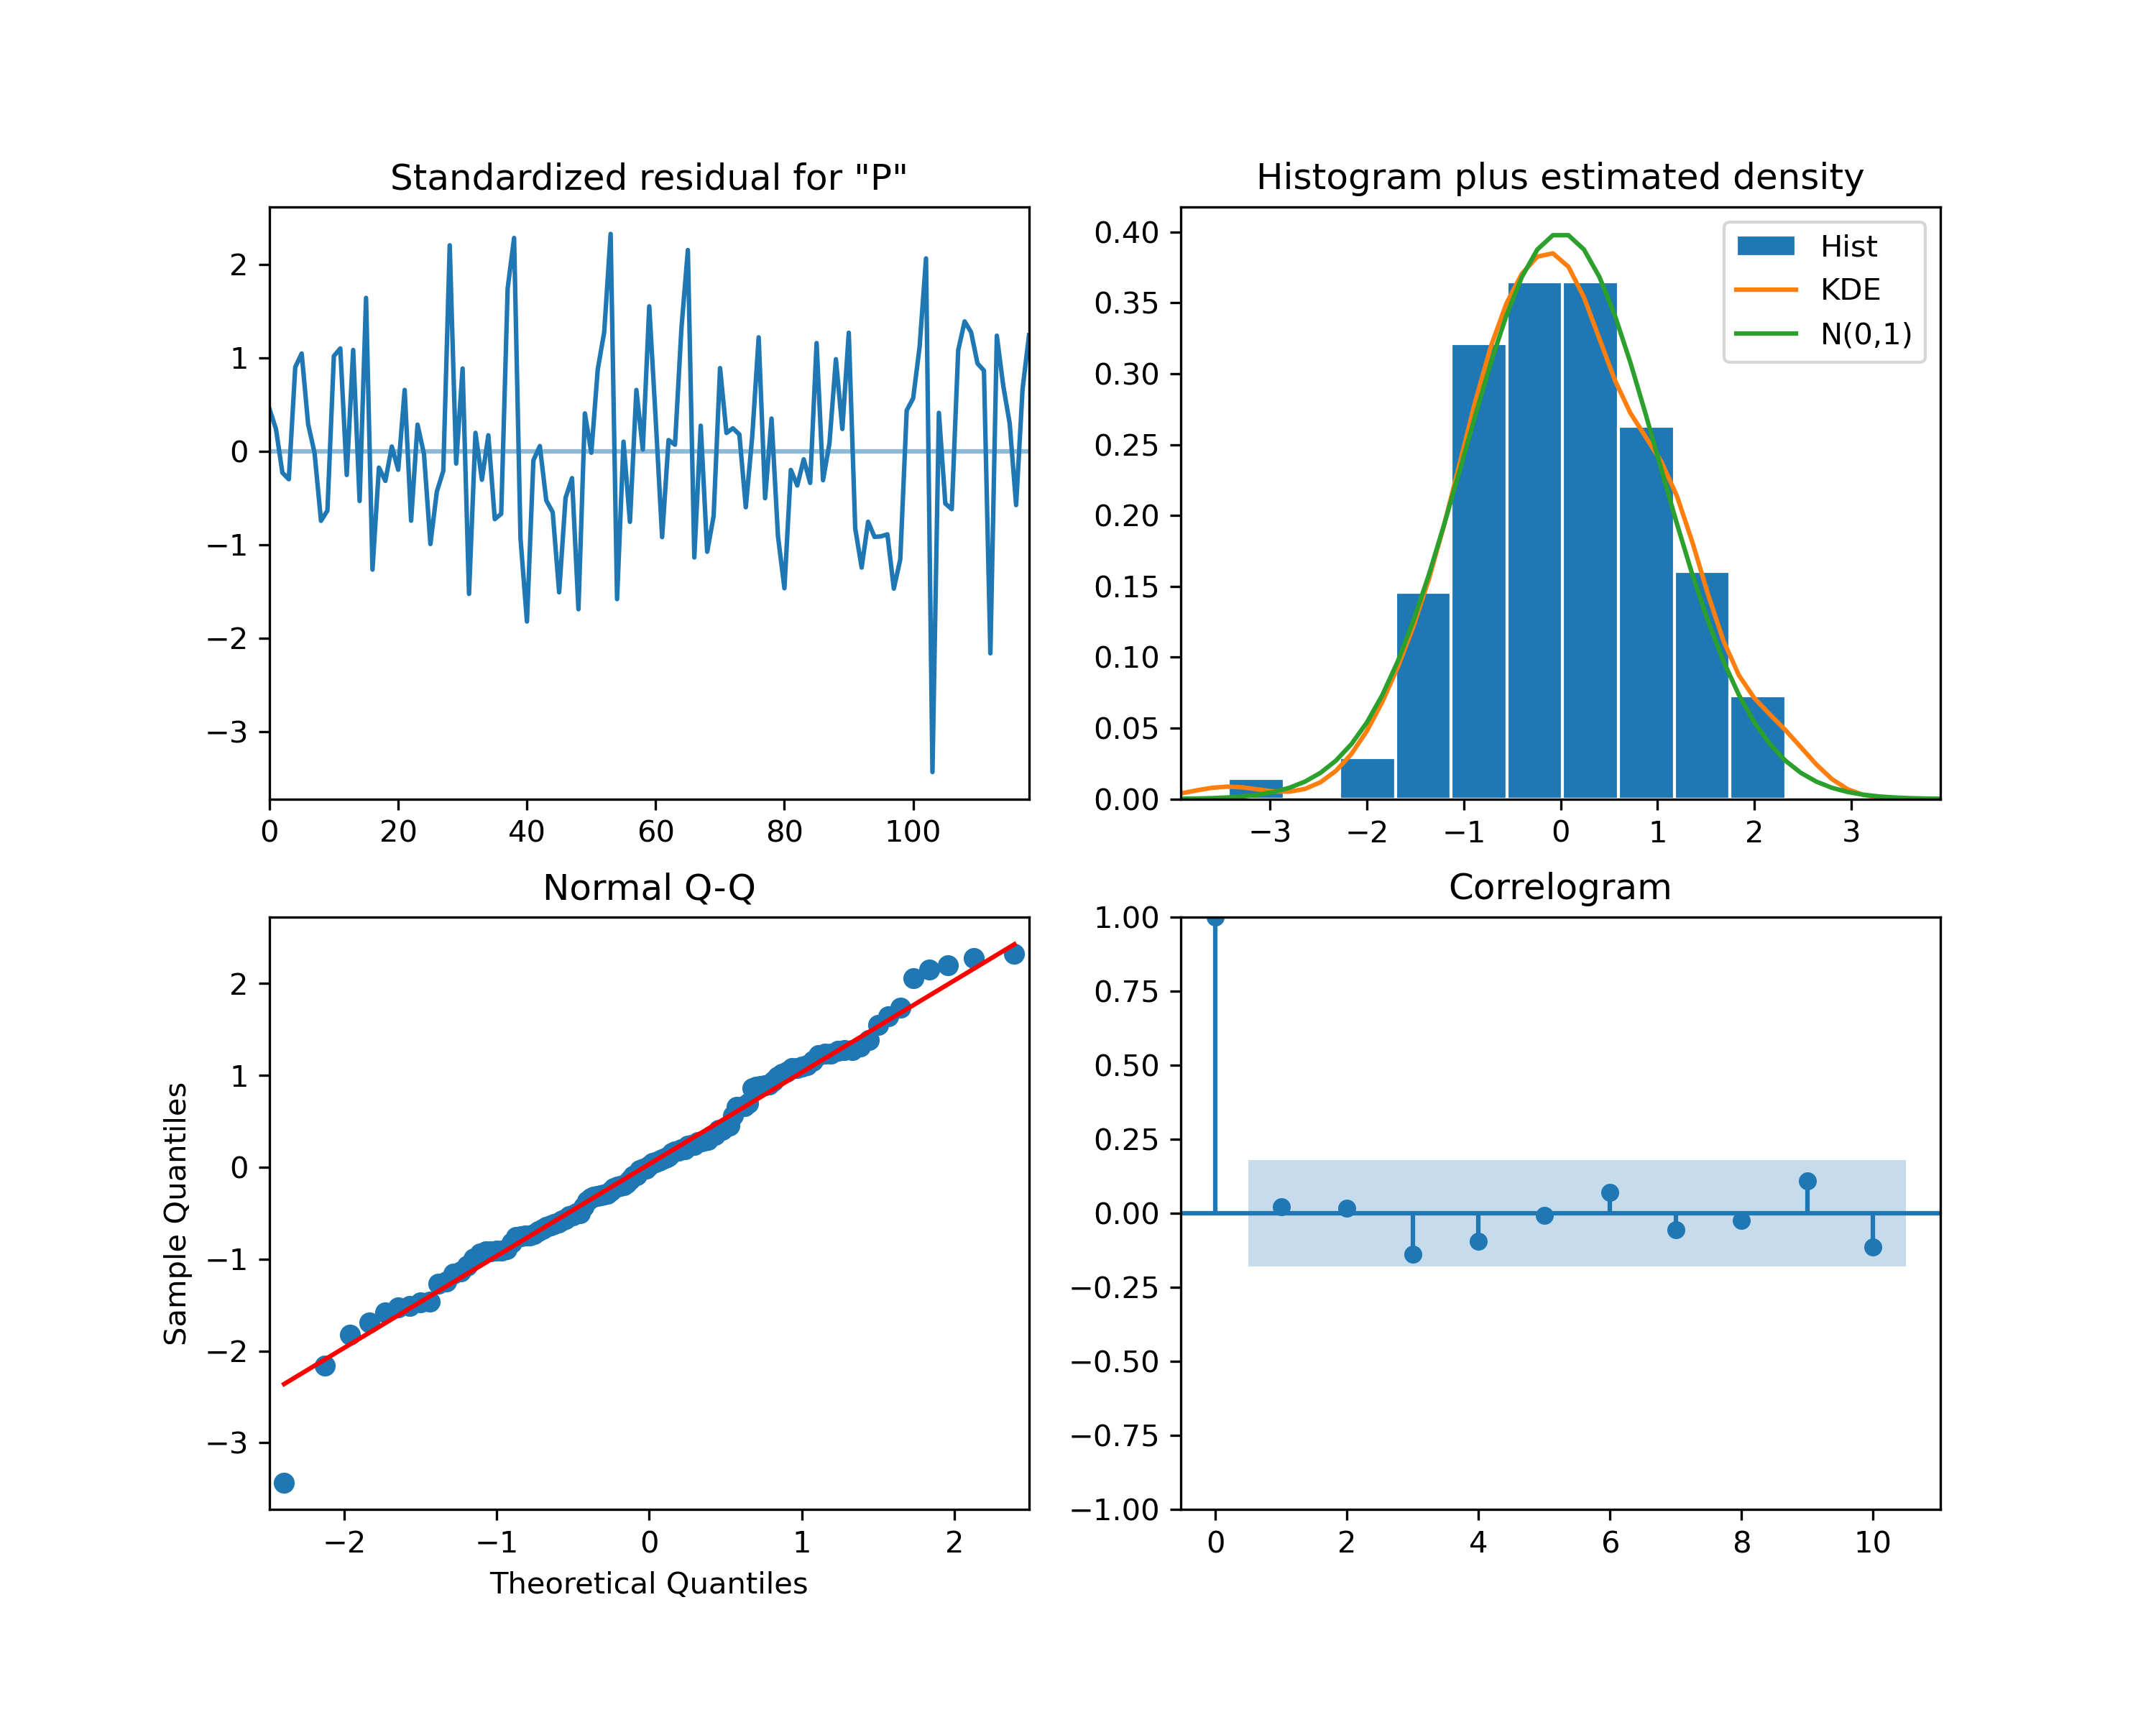 Standardized residual for "P"
2
1
0
−1
−2
−3
0 20 40 60 80 100
Histogram plus estimated density
0.40
0.35
0.30
0.25
0.20
0.15
0.10
0.05
0.00
Hist
KDE
N(0,1)
−3 −2 −1 0 1 2 3
Normal Q-Q
Sample Quantiles
2
1
0
−1
−2
−3
−2 −1 0 1 2
Theoretical Quantiles
Correlogram
1.00
0.75
0.50
0.25
0.00
−0.25
−0.50
−0.75
−1.00
0 2 4 6 8 10